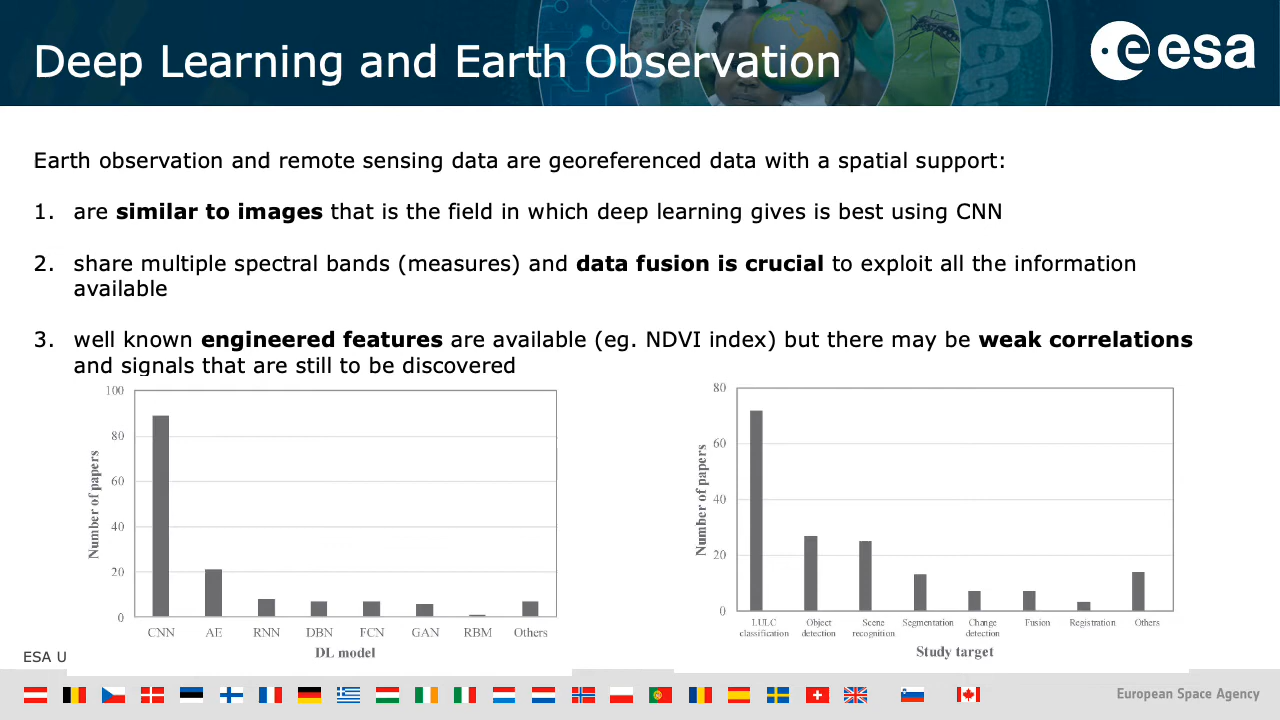 Deep Learning and Earth Observation
esa
Earth observation and remote sensing data are georeferenced data with a spatial support:
1. are similar to images that is the field in which deep learning gives is best using CNN
2. share multiple spectral bands (measures) and data fusion is crucial to exploit all the information
available
3. well known engineered features are available (eg. NDVI index) but there may be weak correlations
and signals that are still to be discovered
100
80
60
40
20
0
Number of papers
CNN AE RNN DBN FCN GAN RBM Others
DL model
80
60
40
20
0
Number of papers
LULC classification Object detection Scene recognition Segmentation Change detection Fusion Registration Others
Study target
ESA U
European Space Agency